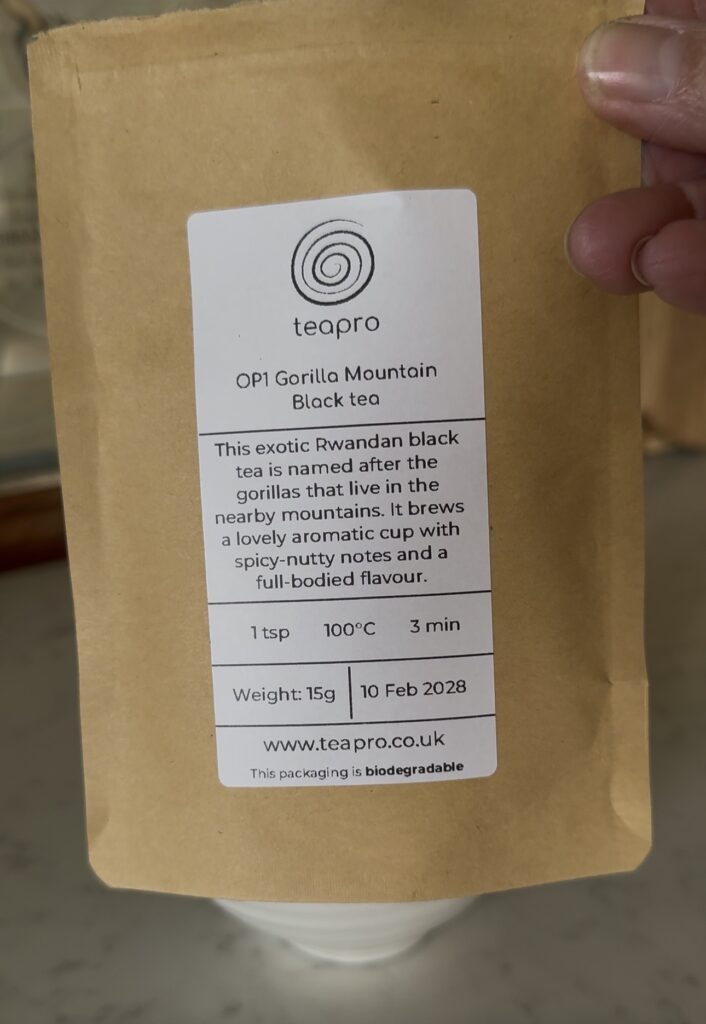 teapro
OP1 Gorilla Mountain
Black tea
This exotic Rwandan black
tea is named after the
gorillas that live in the
nearby mountains. It brews
a lovely aromatic cup with
spicy-nutty notes and a
full-bodied flavour.
1 tsp 100°C 3 min
Weight: 15g 10 Feb 2028
www.teapro.co.uk
This packaging is biodegradable